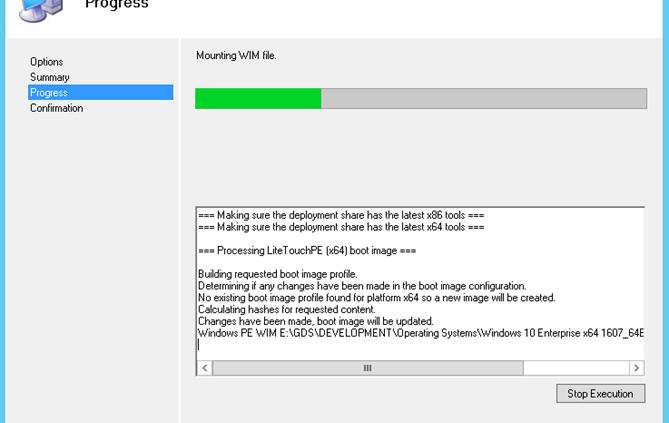 Progress
Options
Summary
Progress
Confirmation
Mounting WIM file.
=== Making sure the deployment share has the latest x86 tools ===
=== Making sure the deployment share has the latest x64 tools ===
=== Processing LiteTouchPE (x64) boot image ===
Building requested boot image profile.
Determining if any changes have been made in the boot image configuration.
No existing boot image profile found for platform x64 so a new image will be created.
Calculating hashes for requested content.
Changes have been made, boot image will be updated.
Windows PE WIM E:\GDS\DEVELOPMENT\Operating Systems\Windows 10 Enterprise x64 1607_64E
Stop Execution